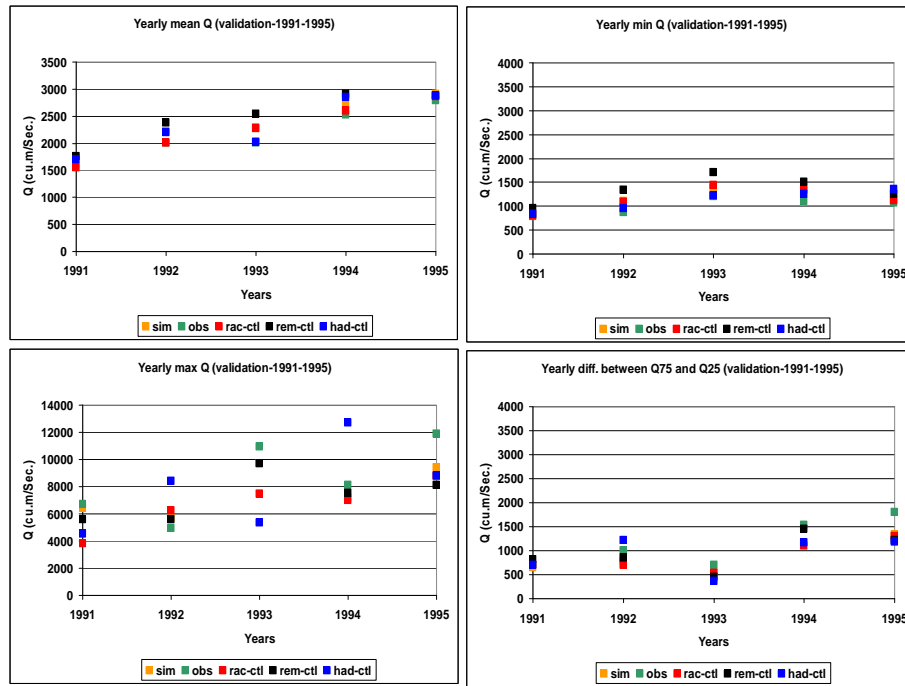 Yearly mean Q (validation-1991-1995)
Q (cu.m/Sec.)
3500
3000
2500
2000
1500
1000
500
0
1991 1992 1993 1994 1995
Years
sim obs rac-ctl rem-ctl had-ctl
Yearly min Q (validation-1991-1995)
Q (cu.m/Sec.)
4000
3500
3000
2500
2000
1500
1000
500
0
1991 1992 1993 1994 1995
Years
sim obs rac-ctl rem-ctl had-ctl
Yearly max Q (validation-1991-1995)
Q (cu.m/Sec.)
14000
12000
10000
8000
6000
4000
2000
0
1991 1992 1993 1994 1995
Years
sim obs rac-ctl rem-ctl had-ctl
Yearly diff. between Q75 and Q25 (validation-1991-1995)
Q (cu.m/Sec.)
4000
3500
3000
2500
2000
1500
1000
500
0
1991 1992 1993 1994 1995
Years
sim obs rac-ctl rem-ctl had-ctl